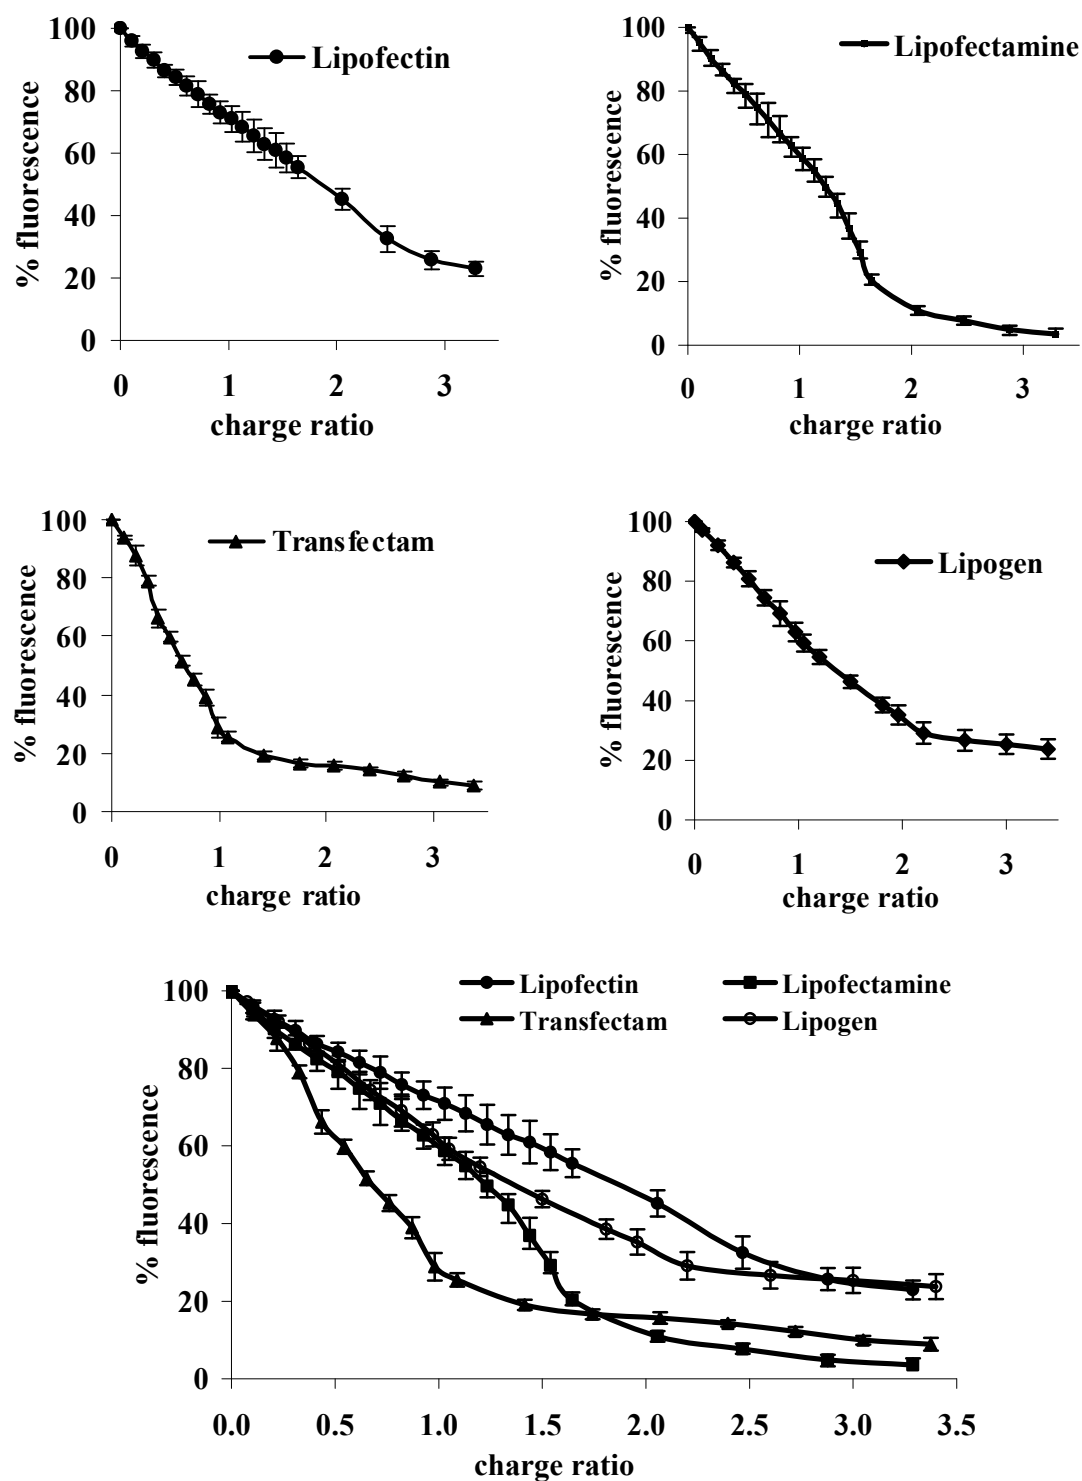 Lipofectin
% fluorescence
100
80
60
40
20
0
0 1 2 3
charge ratio
Lipofectamine
% fluorescence
100
80
60
40
20
0
0 1 2 3
charge ratio
Transfectam
% fluorescence
100
80
60
40
20
0
0 1 2 3
charge ratio
Lipogen
% fluorescence
100
80
60
40
20
0
0 1 2 3
charge ratio
Lipofectin Lipofectamine
Transfectam Lipogen
% fluorescence
100
80
60
40
20
0
0.0 0.5 1.0 1.5 2.0 2.5 3.0 3.5
charge ratio